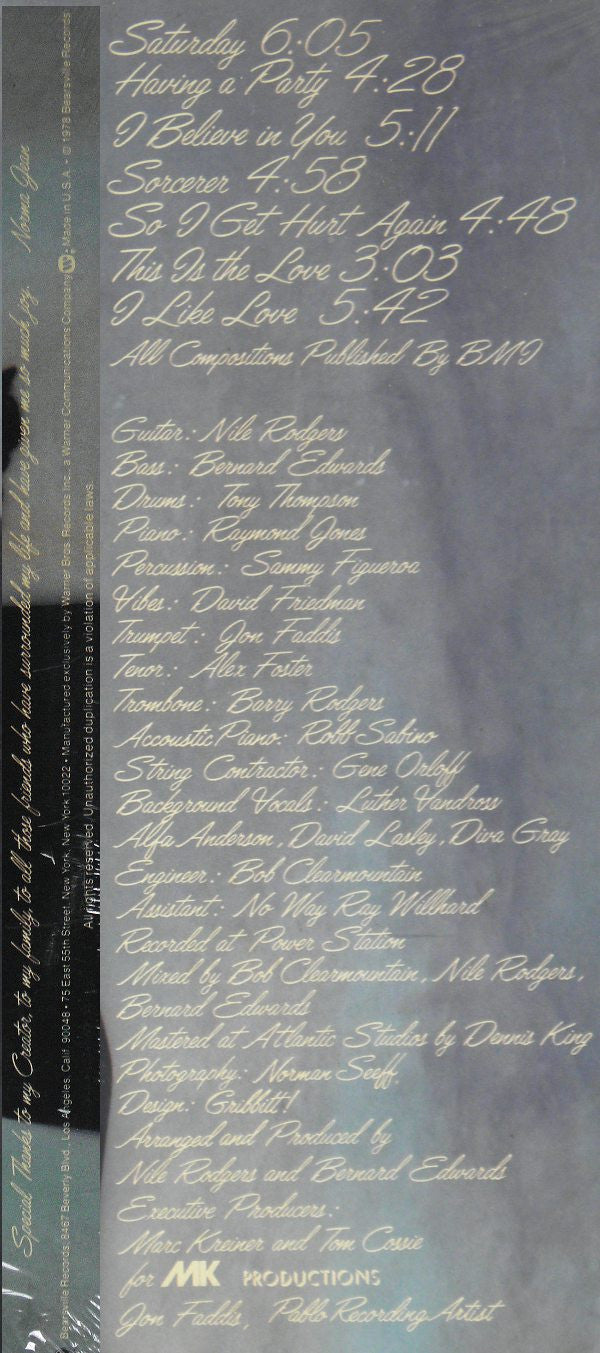 Saturday 6:05
Having a Party 4:28
I Believe in You 5:11
Sorcerer 4:58
So I Get Hurt Again 4:48
This Is the Love 3:03
I Like Love 5:42
All Compositions Published By BMI
Guitar: Nile Rodgers
Bass: Bernard Edwards
Drums: Tony Thompson
Piano: Raymond Jones
Percussion: Sammy Figueroa
Vibes: David Friedman
Trumpet: Jon Faddis
Tenor: Alex Foster
Trombone: Barry Rodgers
Accoustic Piano: Robb Sabino
String Contractor: Gene Orloff
Background Vocals: Luther Vandross
Alfa Anderson, David Lasley, Diva Gray
Engineer: Bob Clearmountain
Assistant: No Way Ray Willhard
Recorded at Power Station
Mixed by Bob Clearmountain, Nile Rodgers,
Bernard Edwards
Mastered at Atlantic Studios by Dennis King
Photography: Norman Seeff,
Design: Gribbitt!
Arranged and Produced by
Nile Rodgers and Bernard Edwards
Executive Producers:
Marc Kreiner and Tom Cossie
for MK PRODUCTIONS
Jon Faddis, Pablo Recording Artist
Special Thanks to my Creator, to my family, to all those friends who have surrounded my life and have given me so much joy. Norma Jean
Bearsville Records: 8467 Beverly Blvd., Los Angeles, Calif. 90048 • 75 East 55th Street, New York, New York 10022 • Manufactured exclusively by Warner Bros. Records Inc., a Warner Communications Company W • Made in U.S.A. • © 1978 Bearsville Records
All rights reserved. Unauthorized duplication is a violation of applicable laws.